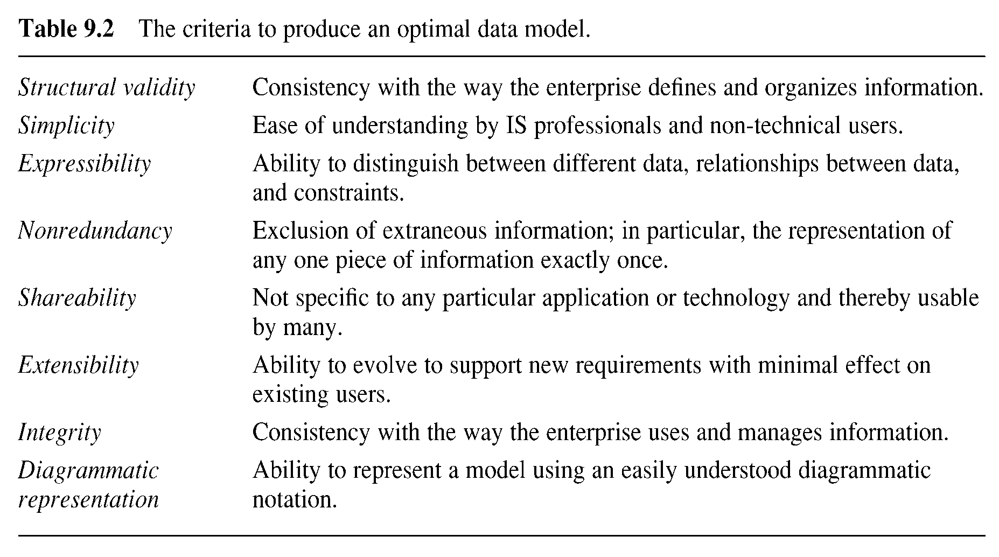 Table 9.2 The criteria to produce an optimal data model.
Structural validity Consistency with the way the enterprise defines and organizes information.
Simplicity Ease of understanding by IS professionals and non-technical users.
Expressibility Ability to distinguish between different data, relationships between data,
and constraints.
Nonredundancy Exclusion of extraneous information; in particular, the representation of
any one piece of information exactly once.
Shareability Not specific to any particular application or technology and thereby usable
by many.
Extensibility Ability to evolve to support new requirements with minimal effect on
existing users.
Integrity Consistency with the way the enterprise uses and manages information.
Diagrammatic Ability to represent a model using an easily understood diagrammatic
representation notation.